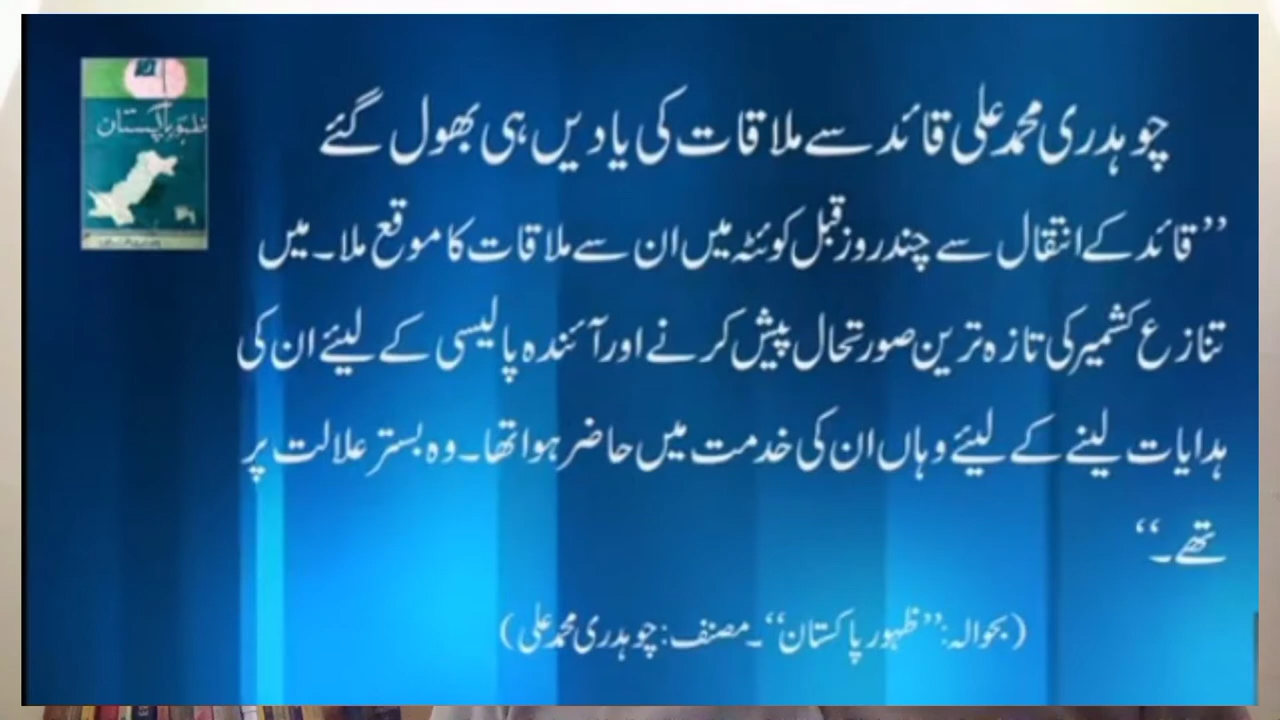 چوہدری محمد علی قائد سے ملاقات کی یادیں ہی بھول گئے
”قائد کے انتقال سے چند روز قبل کوئٹہ میں ان سے ملاقات کا موقع ملا۔ میں
تنازع کشمیر کی تازہ ترین صورتحال پیش کرنے اور آئندہ پالیسی کے لیئے ان کی
ہدایات لینے کے لیئے وہاں ان کی خدمت میں حاضر ہوا تھا۔ وہ بستر علالت پر
تھے۔“
(بحوالہ: ”ظہور پاکستان“۔ مصنف: چوہدری محمد علی)
ظہور پاکستان